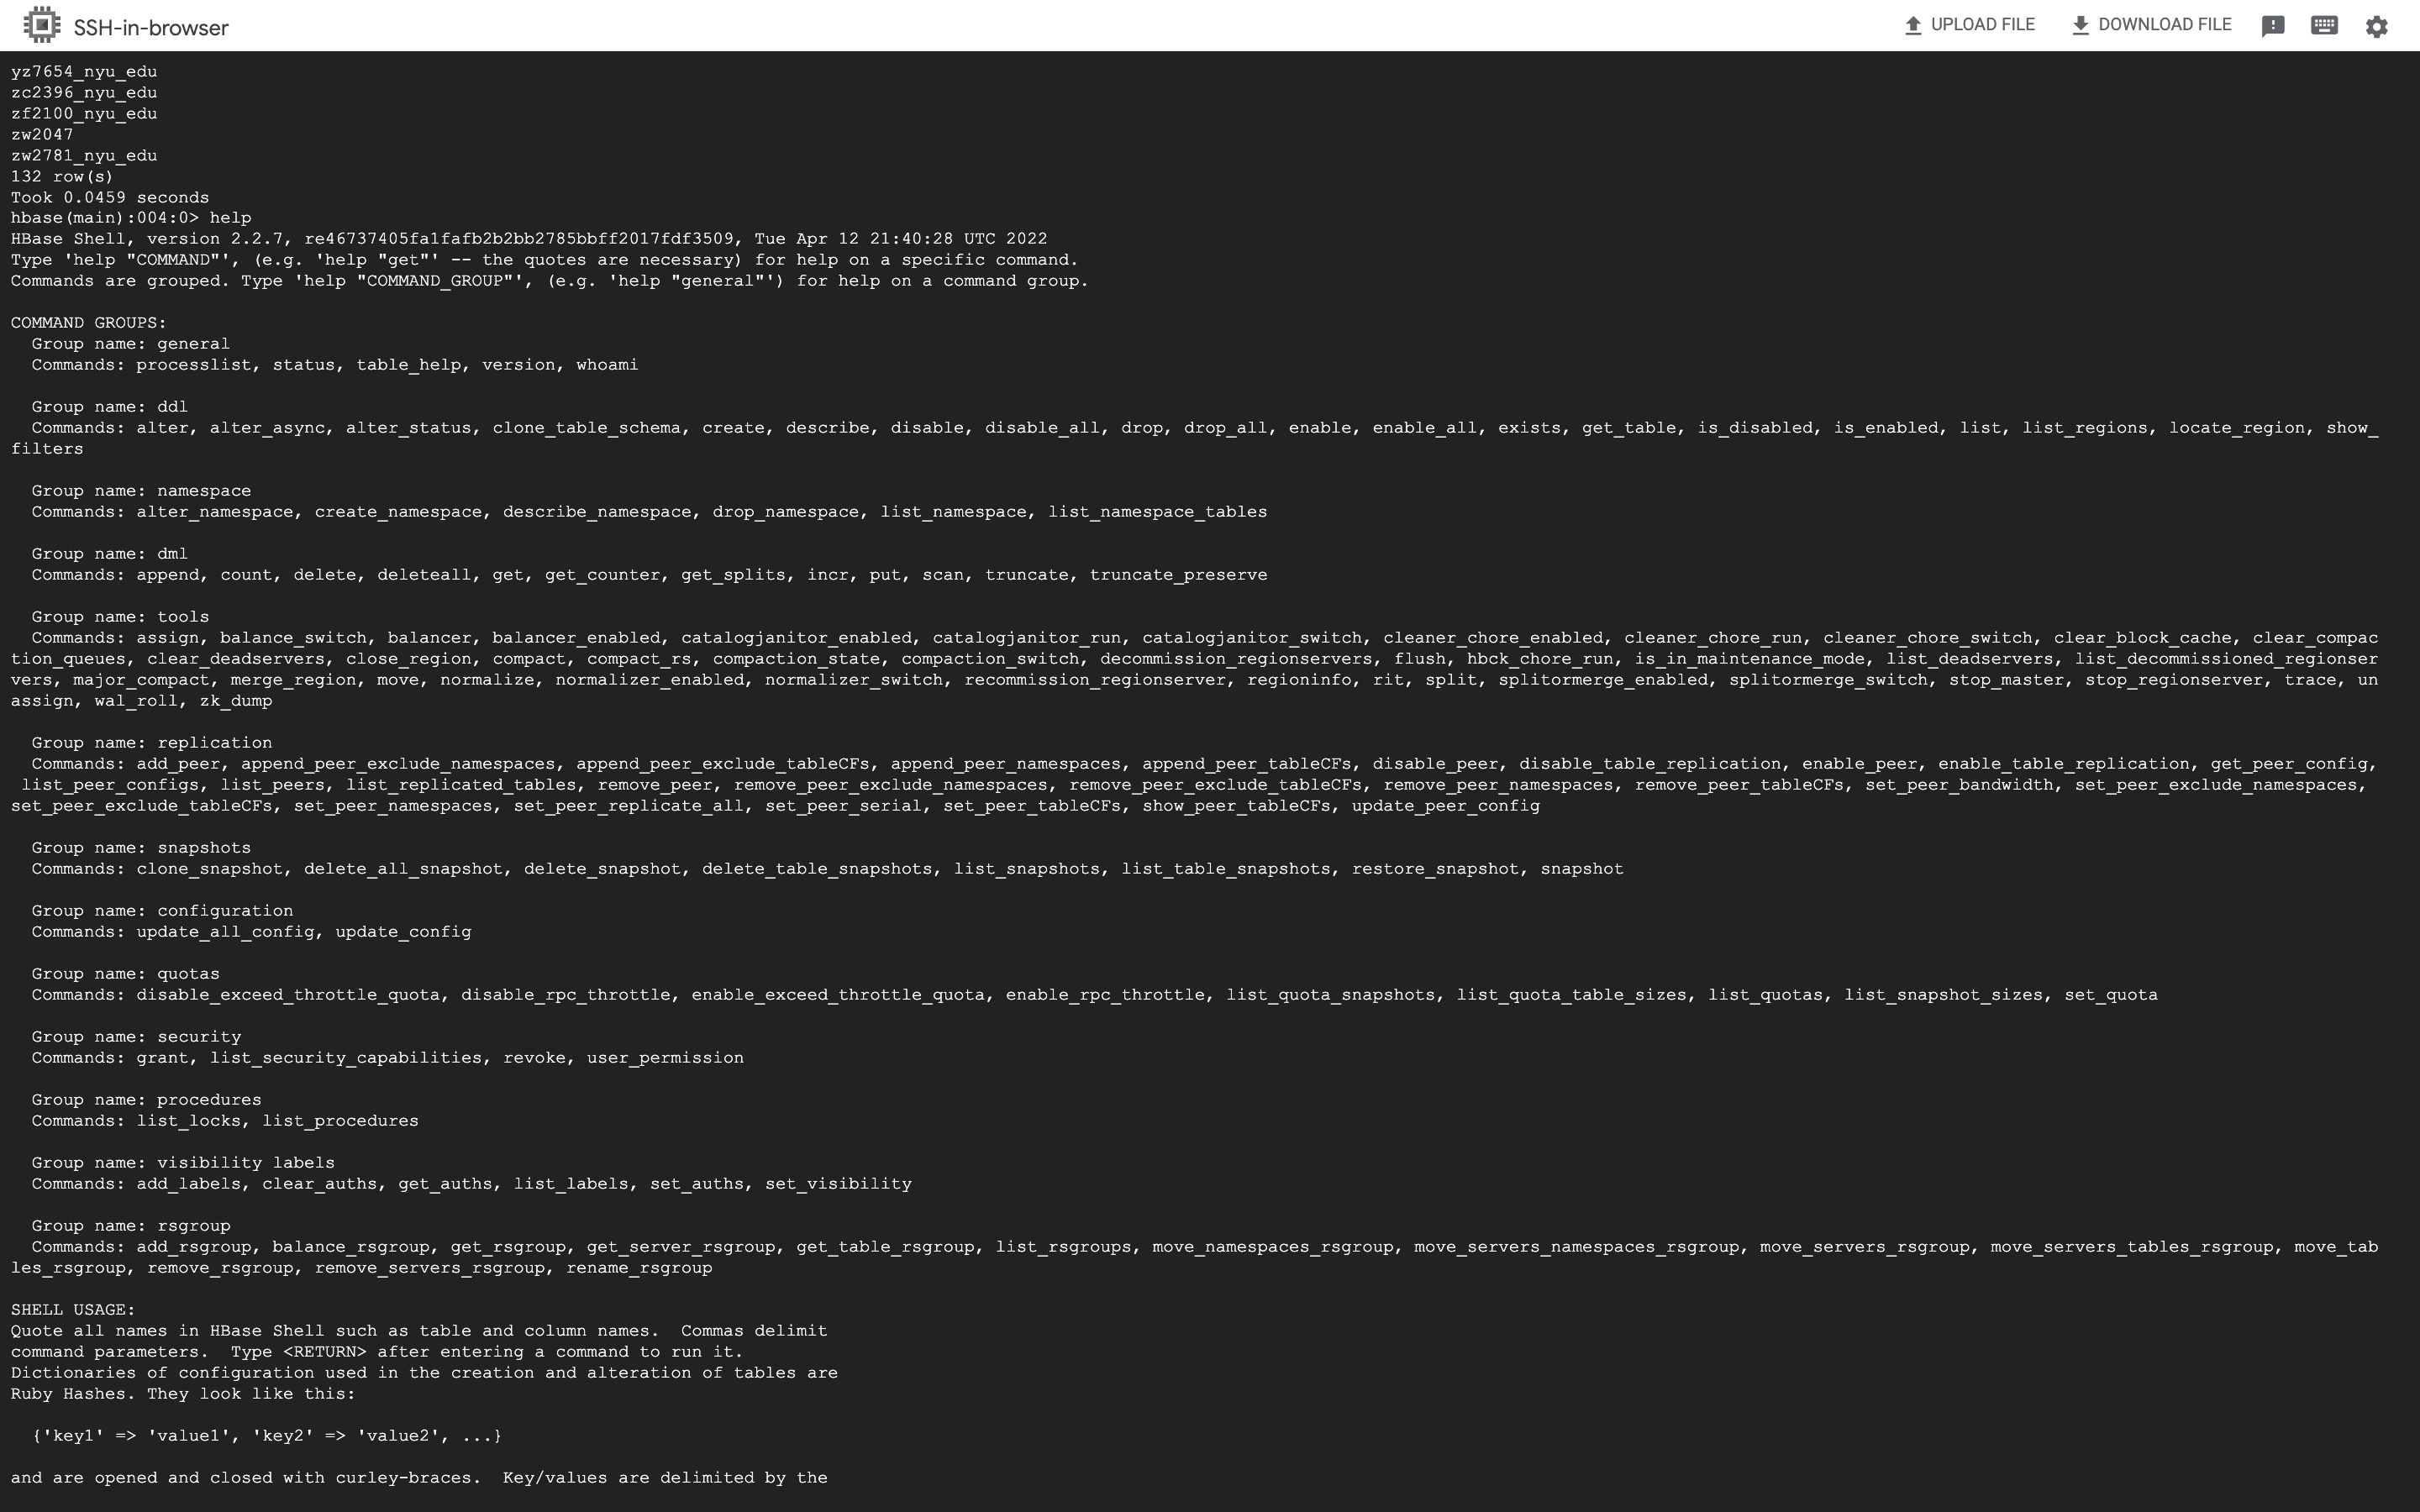 SSH-in-browser
UPLOAD FILE
DOWNLOAD FILE
yz7654_nyu_edu
zc2396_nyu_edu
zf2100_nyu_edu
zw2047
zw2781_nyu_edu
132 row(s)
Took 0.0459 seconds
hbase(main):004:0> help
HBase Shell, version 2.2.7, re46737405fa1fafb2b2bb2785bbff2017fdf3509, Tue Apr 12 21:40:28 UTC 2022
Type 'help "COMMAND"', (e.g. 'help "get"' -- the quotes are necessary) for help on a specific command.
Commands are grouped. Type 'help "COMMAND_GROUP"', (e.g. 'help "general"') for help on a command group.
COMMAND GROUPS:
Group name: general
Commands: processlist, status, table_help, version, whoami
Group name: ddl
Commands: alter, alter_async, alter_status, clone_table_schema, create, describe, disable, disable_all, drop, drop_all, enable, enable_all, exists, get_table, is_disabled, is_enabled, list, list_regions, locate_region, show_
filters
Group name: namespace
Commands: alter_namespace, create_namespace, describe_namespace, drop_namespace, list_namespace, list_namespace_tables
Group name: dml
Commands: append, count, delete, deleteall, get, get_counter, get_splits, incr, put, scan, truncate, truncate_preserve
Group name: tools
Commands: assign, balance_switch, balancer, balancer_enabled, catalogjanitor_enabled, catalogjanitor_run, catalogjanitor_switch, cleaner_chore_enabled, cleaner_chore_run, cleaner_chore_switch, clear_block_cache, clear_compac
tion_queues, clear_deadservers, close_region, compact, compact_rs, compaction_state, compaction_switch, decommission_regionservers, flush, hbck_chore_run, is_in_maintenance_mode, list_deadservers, list_decommissioned_regionser
vers, major_compact, merge_region, move, normalize, normalizer_enabled, normalizer_switch, recommission_regionserver, regioninfo, rit, split, splitormerge_enabled, splitormerge_switch, stop_master, stop_regionserver, trace, un
assign, wal_roll, zk_dump
Group name: replication
Commands: add_peer, append_peer_exclude_namespaces, append_peer_exclude_tableCFs, append_peer_namespaces, append_peer_tableCFs, disable_peer, disable_table_replication, enable_peer, enable_table_replication, get_peer_config,
list_peer_configs, list_peers, list_replicated_tables, remove_peer, remove_peer_exclude_namespaces, remove_peer_exclude_tableCFs, remove_peer_namespaces, remove_peer_tableCFs, set_peer_bandwidth, set_peer_exclude_namespaces,
set_peer_exclude_tableCFs, set_peer_namespaces, set_peer_replicate_all, set_peer_serial, set_peer_tableCFs, show_peer_tableCFs, update_peer_config
Group name: snapshots
Commands: clone_snapshot, delete_all_snapshot, delete_snapshot, delete_table_snapshots, list_snapshots, list_table_snapshots, restore_snapshot, snapshot
Group name: configuration
Commands: update_all_config, update_config
Group name: quotas
Commands: disable_exceed_throttle_quota, disable_rpc_throttle, enable_exceed_throttle_quota, enable_rpc_throttle, list_quota_snapshots, list_quota_table_sizes, list_quotas, list_snapshot_sizes, set_quota
Group name: security
Commands: grant, list_security_capabilities, revoke, user_permission
Group name: procedures
Commands: list_locks, list_procedures
Group name: visibility labels
Commands: add_labels, clear_auths, get_auths, list_labels, set_auths, set_visibility
Group name: rsgroup
Commands: add_rsgroup, balance_rsgroup, get_rsgroup, get_server_rsgroup, get_table_rsgroup, list_rsgroups, move_namespaces_rsgroup, move_servers_namespaces_rsgroup, move_servers_rsgroup, move_servers_tables_rsgroup, move_tab
les_rsgroup, remove_rsgroup, remove_servers_rsgroup, rename_rsgroup
SHELL USAGE:
Quote all names in HBase Shell such as table and column names.  Commas delimit
command parameters.  Type <RETURN> after entering a command to run it.
Dictionaries of configuration used in the creation and alteration of tables are
Ruby Hashes. They look like this:
{'key1' => 'value1', 'key2' => 'value2', ...}
and are opened and closed with curley-braces.  Key/values are delimited by the